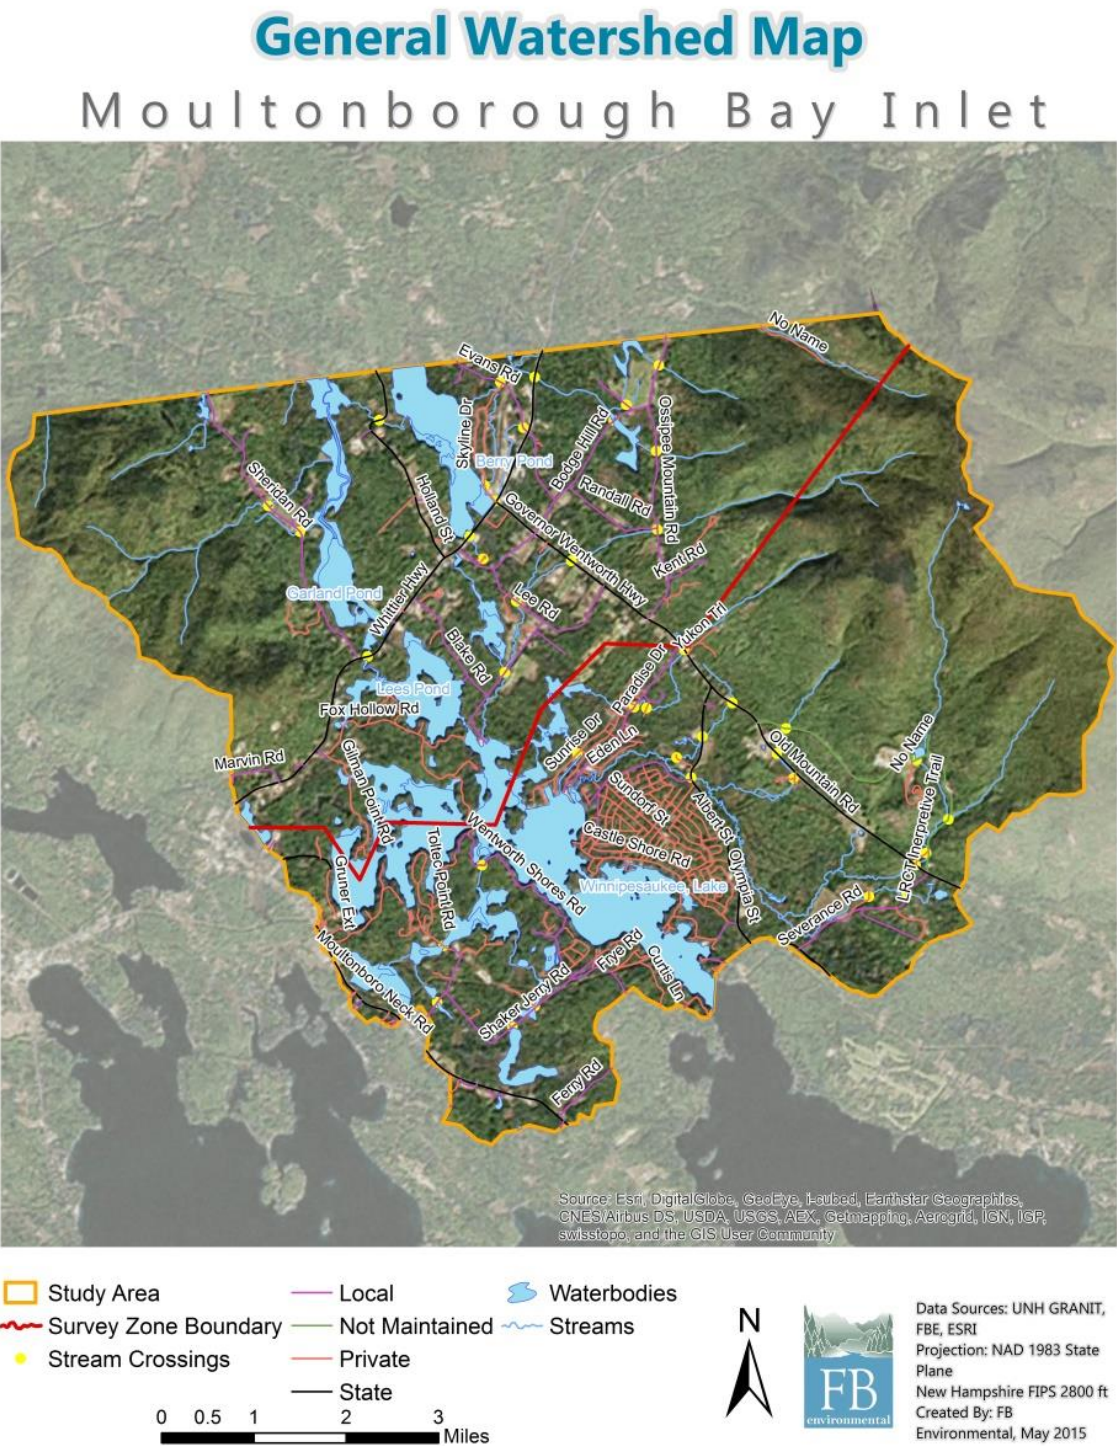 General Watershed Map
Moultonborough Bay Inlet
No Name
Evans Rd
Skyline Dr
Berry Pond
Bodge Hill Rd
Ossipee Mountain Rd
Randall Rd
Sheridan Rd
Holland St
Governor Wentworth Hwy
Kent Rd
Garland Pond
Whittier Hwy
Lee Rd
Yukon Trl
Blake Rd
Paradise Dr
Lees Pond
Fox Hollow Rd
Marvin Rd
Gilman Point Rd
Sunrise Dr
Eden Ln
Old Mountain Rd
No Name
Sundorf St
Albert St
LRCT Inerpretive Trail
Castle Shore Rd
Toltec Point Rd
Wentworth Shores Rd
Gruner Ext
Olympia St
Winnipesaukee, Lake
Severance Rd
Moultonboro Neck Rd
Frye Rd
Curtis Ln
Shaker Jerry Rd
Ferry Rd
Source: Esri, DigitalGlobe, GeoEye, i-cubed, Earthstar Geographics,
CNES/Airbus DS, USDA, USGS, AEX, Getmapping, Aerogrid, IGN, IGP,
swisstopo, and the GIS User Community
Study Area
Survey Zone Boundary
Stream Crossings
Local
Not Maintained
Private
State
Waterbodies
Streams
0 0.5 1 2 3
Miles
N
FB
environmental
Data Sources: UNH GRANIT,
FBE, ESRI
Projection: NAD 1983 State
Plane
New Hampshire FIPS 2800 ft
Created By: FB
Environmental, May 2015